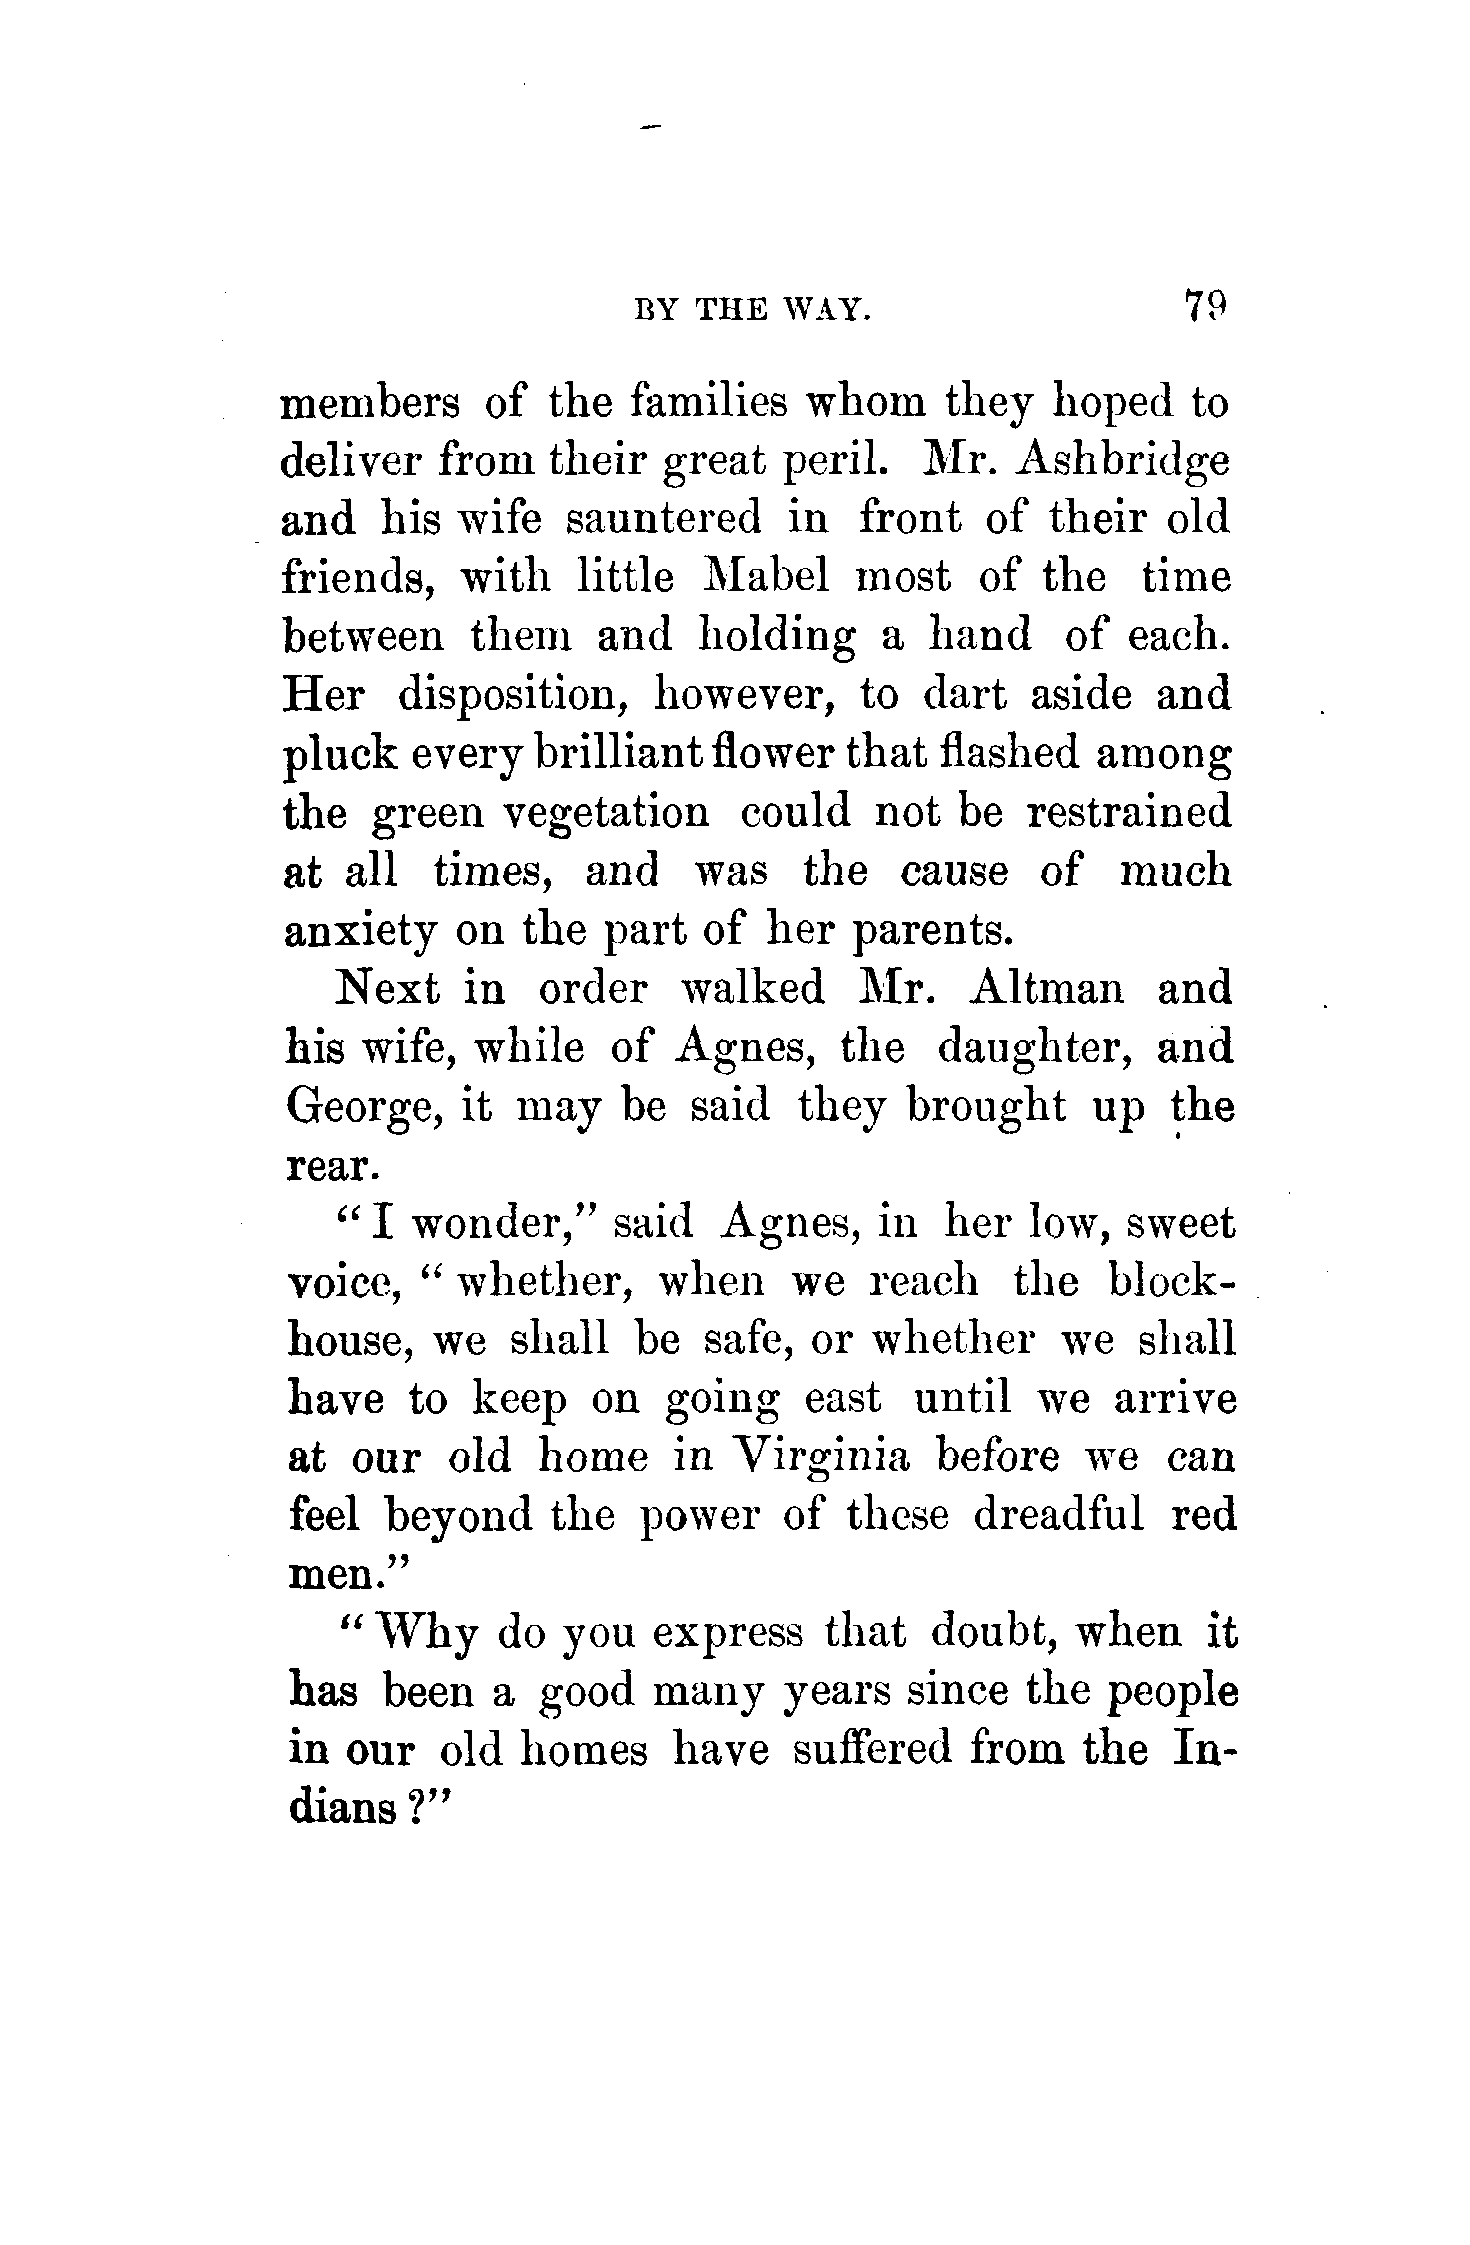 BY THE WAY. 79
members of the families whom they hoped to
deliver from their great peril. Mr. Ashbridge
and his wife sauntered in front of their old
friends, with little Mabel most of the time
between them and holding a hand of each.
Her disposition, however, to dart aside and
pluck every brilliant flower that flashed among
the green vegetation could not be restrained
at all times, and was the cause of much
anxiety on the part of her parents.
Next in order walked Mr. Altman and
his wife, while of Agnes, the daughter, and
George, it may be said they brought up the
rear.
“I wonder,” said Agnes, in her low, sweet
voice, “whether, when we reach the block-
house, we shall be safe, or whether we shall
have to keep on going east until we arrive
at our old home in Virginia before we can
feel beyond the power of these dreadful red
men.”
“Why do you express that doubt, when it
has been a good many years since the people
in our old homes have suffered from the In-
dians?”